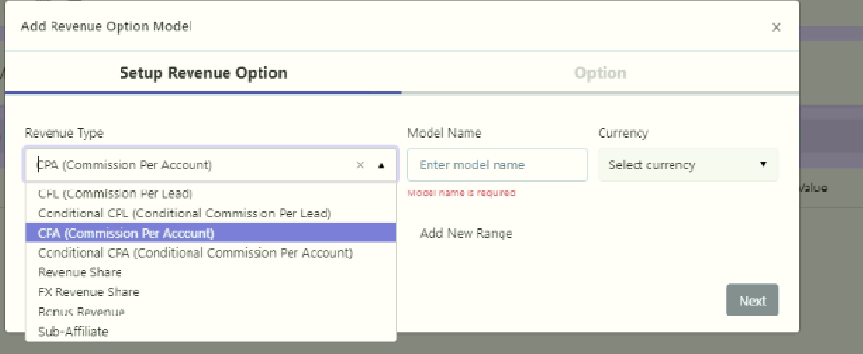 Add Revenue Option Model
x
Setup Revenue Option
Option
Revenue Type
Model Name
Currency
CPA (Commission Per Account)
×
Enter model name
Select currency
Value
CPL (Commission Per Lead)
Model name is required
Conditional CPL (Conditional Commission Per Lead)
CPA (Commission Per Account)
Add New Range
Conditional CPA (Conditional Commission Per Account)
Revenue Share
FX Revenue Share
Bonus Revenue
Sub-Affiliate
Next